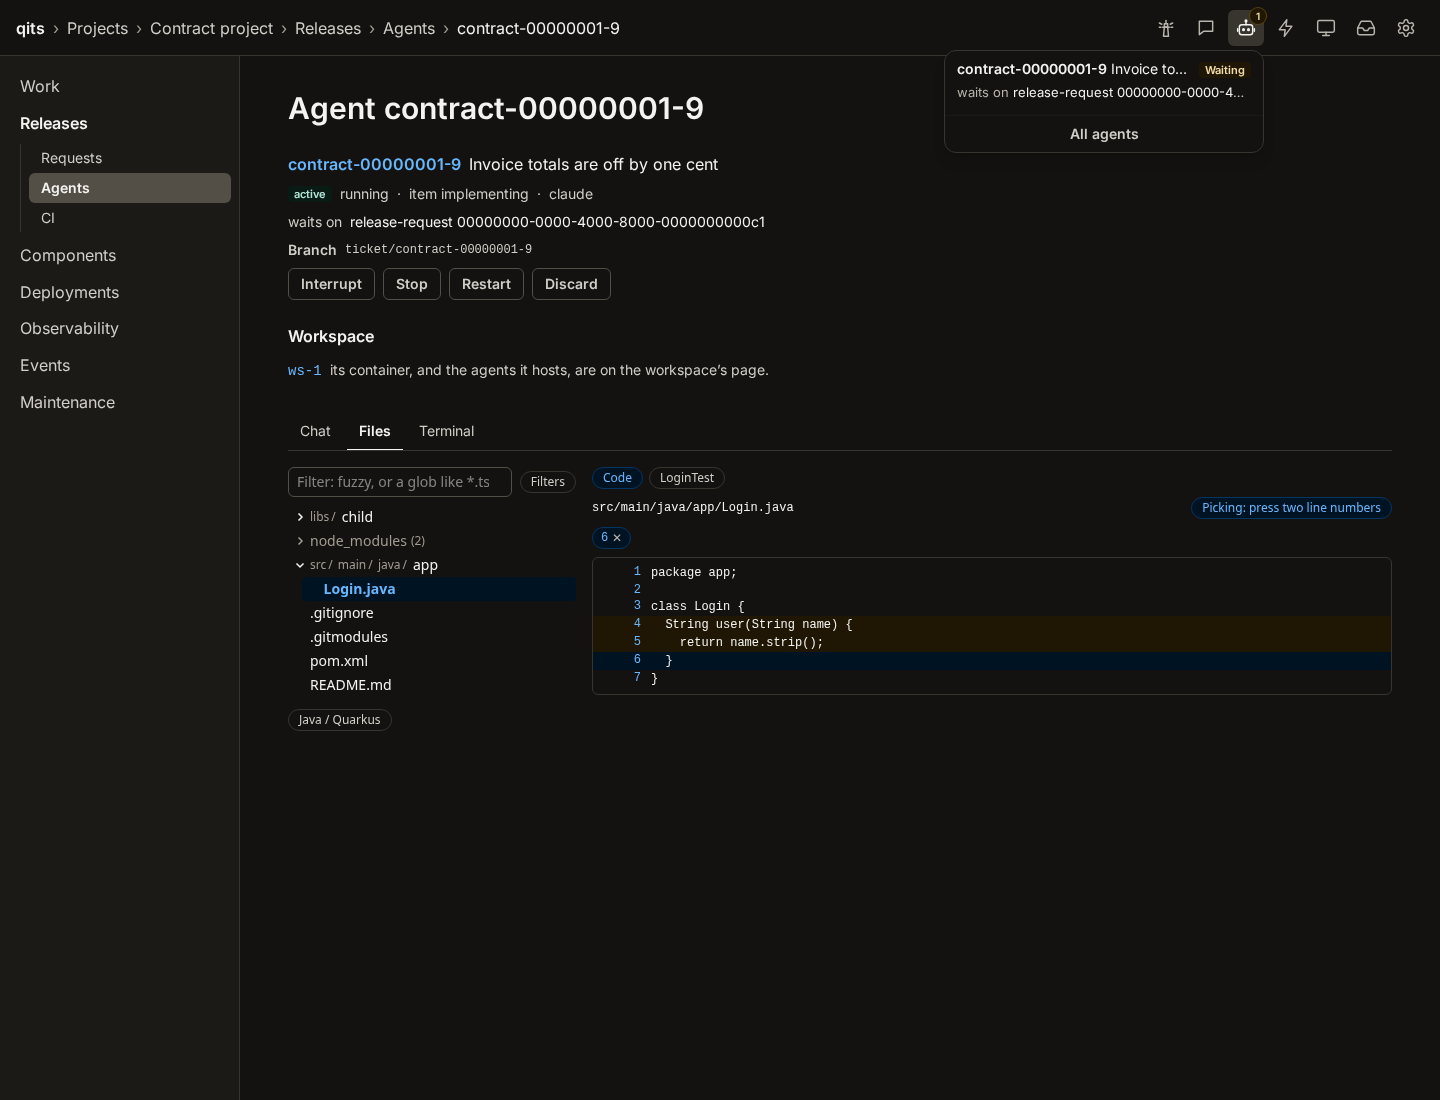 qits › Projects › Contract project › Releases › Agents › contract-00000001-9
1
contract-00000001-9 Invoice to... Waiting
waits on release-request 00000000-0000-4...
All agents
Work
Releases
Requests
Agents
CI
Components
Deployments
Observability
Events
Maintenance
Agent contract-00000001-9
contract-00000001-9 Invoice totals are off by one cent
active running · item implementing · claude
waits on release-request 00000000-0000-4000-8000-0000000000c1
Branch ticket/contract-00000001-9
Interrupt Stop Restart Discard
Workspace
ws-1 its container, and the agents it hosts, are on the workspace’s page.
Chat Files Terminal
Filter: fuzzy, or a glob like *.ts Filters
libs/ child
node_modules (2)
src/ main/ java/ app
Login.java
.gitignore
.gitmodules
pom.xml
README.md
Java / Quarkus
Code LoginTest
src/main/java/app/Login.java Picking: press two line numbers
6 ×
1 package app;
2
3 class Login {
4 String user(String name) {
5 return name.strip();
6 }
7 }